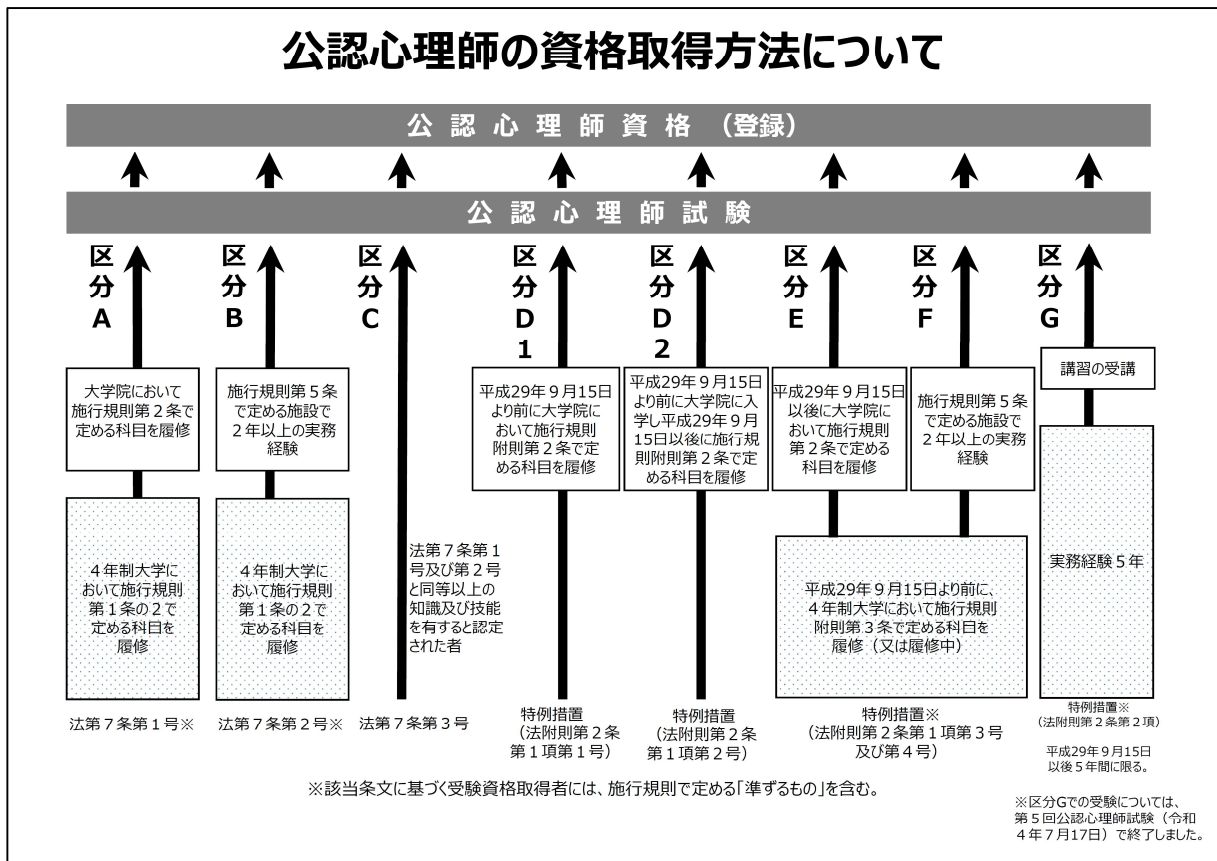 公認心理師の資格取得方法について
公認心理師資格（登録）
公認心理師試験
区分A
区分B
区分C
区分D1
区分D2
区分E
区分F
区分G
大学院において
施行規則第２条で
定める科目を履修
施行規則第５条
で定める施設で
２年以上の実務
経験
平成29年９月15日
より前に大学院に
おいて施行規則
附則第２条で定
める科目を履修
平成29年９月15日
より前に大学院に入
学し平成29年９月
15日以後に施行規
則附則第２条で定
める科目を履修
平成29年９月15日
以後に大学院に
おいて施行規則
第２条で定める
科目を履修
施行規則第５条
で定める施設で
２年以上の実務
経験
講習の受講
４年制大学に
おいて施行規則
第１条の２で
定める科目を
履修
４年制大学に
おいて施行規則
第１条の２で
定める科目を
履修
法第７条第１
号及び第２号
と同等以上の
知識及び技能
を有すると認定
された者
平成29年９月15日より前に、
４年制大学において施行規則
附則第３条で定める科目を
履修（又は履修中）
実務経験５年
法第７条第１号※
法第７条第２号※
法第７条第３号
特例措置
（法附則第２条
第１項第１号）
特例措置
（法附則第２条
第１項第２号）
特例措置※
（法附則第２条第１項第３号
及び第４号）
特例措置※
（法附則第２条第２項）
平成29年９月15日
以後５年間に限る。
※該当条文に基づく受験資格取得者には、施行規則で定める「準ずるもの」を含む。
※区分Gでの受験については、
第５回公認心理師試験（令和
４年７月17日）で終了しました。